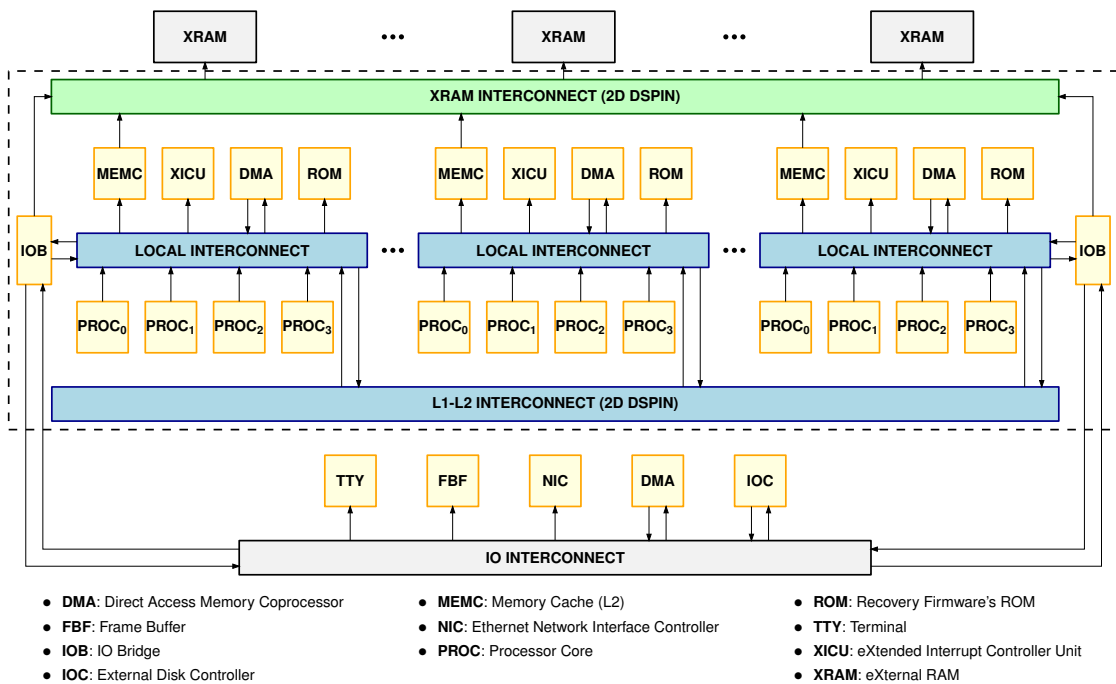 XRAM ••• XRAM ••• XRAM
XRAM INTERCONNECT (2D DSPIN)
MEMC XICU DMA ROM MEMC XICU DMA ROM MEMC XICU DMA ROM
IOB LOCAL INTERCONNECT ••• LOCAL INTERCONNECT ••• LOCAL INTERCONNECT IOB
PROC₀ PROC₁ PROC₂ PROC₃ PROC₀ PROC₁ PROC₂ PROC₃ PROC₀ PROC₁ PROC₂ PROC₃
L1-L2 INTERCONNECT (2D DSPIN)
TTY FBF NIC DMA IOC
IO INTERCONNECT
• DMA: Direct Access Memory Coprocessor
• FBF: Frame Buffer
• IOB: IO Bridge
• IOC: External Disk Controller
• MEMC: Memory Cache (L2)
• NIC: Ethernet Network Interface Controller
• PROC: Processor Core
• ROM: Recovery Firmware's ROM
• TTY: Terminal
• XICU: eXtended Interrupt Controller Unit
• XRAM: eXternal RAM